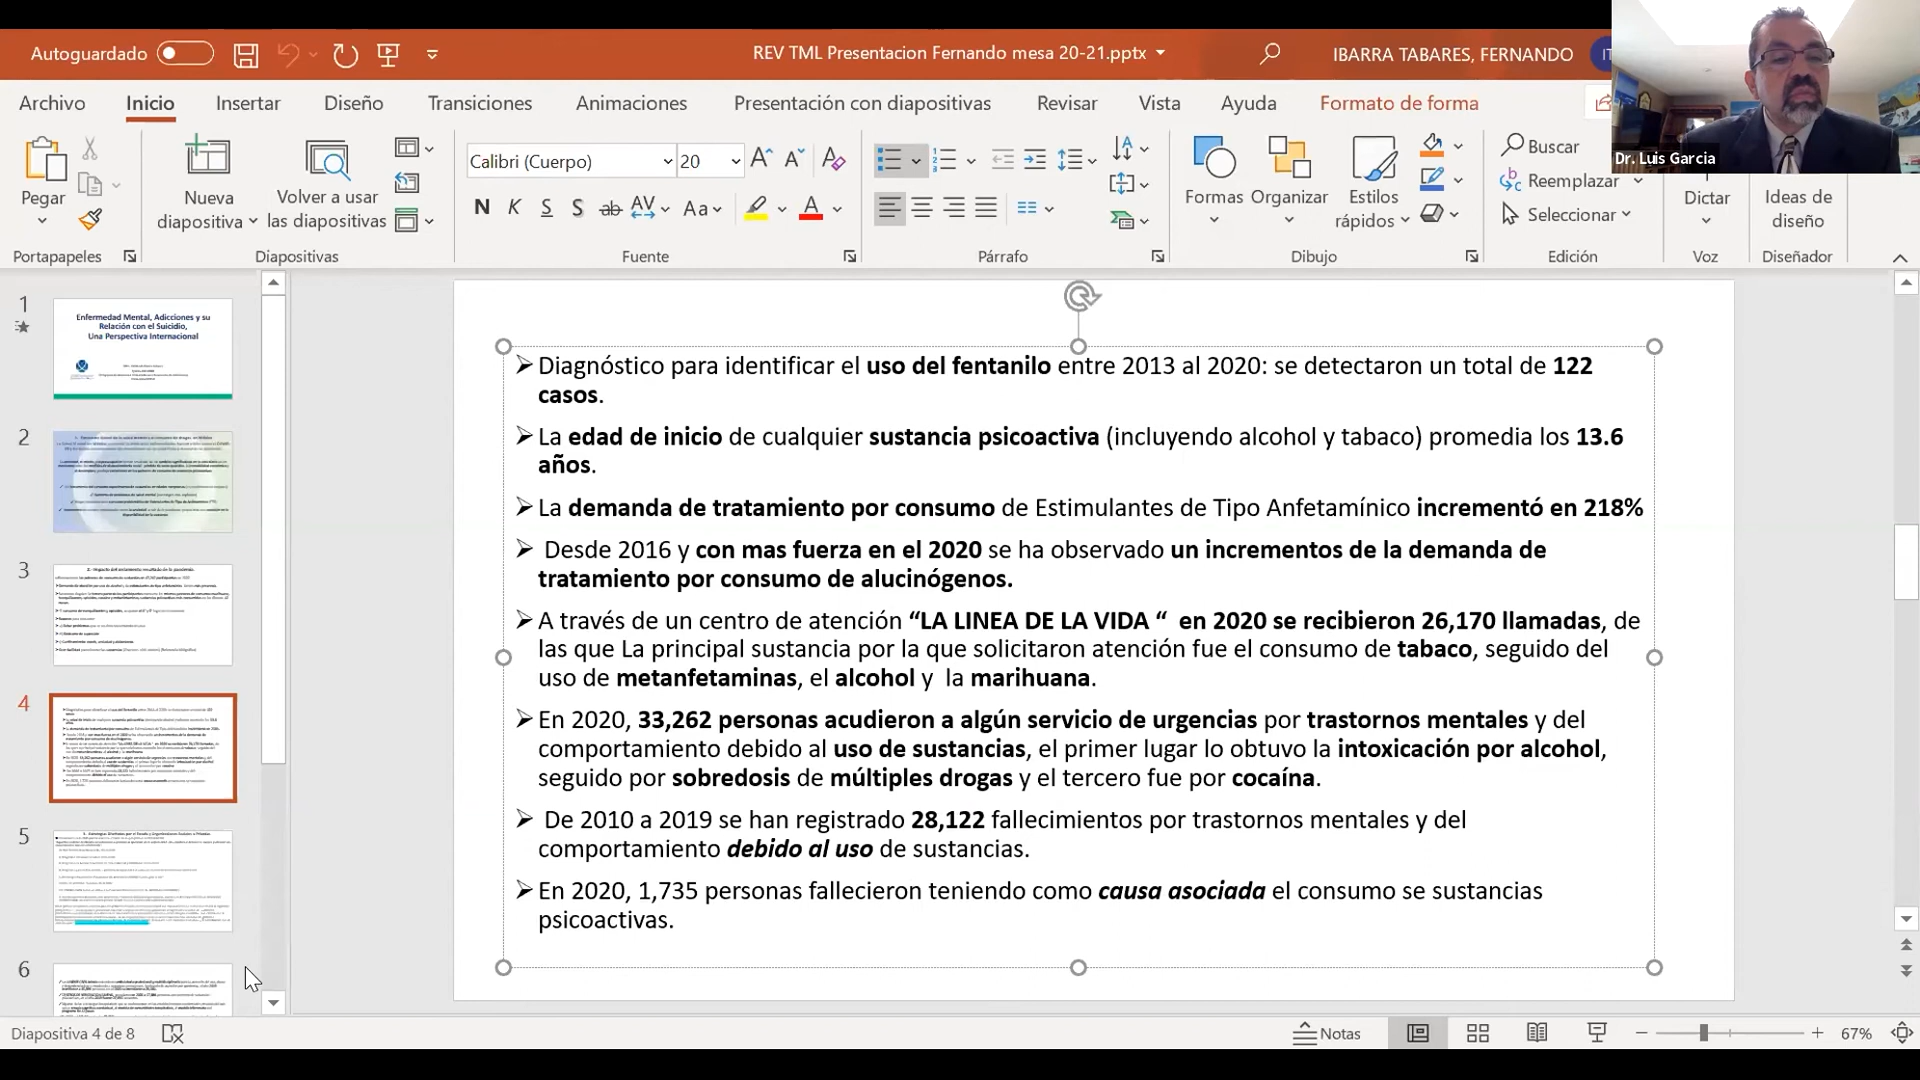 Autoguardado
REV TML Presentacion Fernando mesa 20-21.pptx
IBARRA TABARES, FERNANDO
Archivo Inicio Insertar Diseño Transiciones Animaciones Presentación con diapositivas Revisar Vista Ayuda Formato de forma
Dr. Luis Garcia
Pegar
Nueva
diapositiva
Volver a usar
las diapositivas
Calibri (Cuerpo) 20
N K S S ab AV Aa A
Formas
Organizar
Estilos
rápidos
Buscar
Reemplazar
Seleccionar
Dictar
Ideas de
diseño
Portapapeles Diapositivas Fuente Párrafo Dibujo Edición Voz Diseñador
1
Enfermedad Mental, Adicciones y su
Relación con el Suicidio,
Una Perspectiva Internacional
2
3
4
5
6
➢Diagnóstico para identificar el uso del fentanilo entre 2013 al 2020: se detectaron un total de 122
casos.
➢La edad de inicio de cualquier sustancia psicoactiva (incluyendo alcohol y tabaco) promedia los 13.6
años.
➢La demanda de tratamiento por consumo de Estimulantes de Tipo Anfetamínico incrementó en 218%
➢ Desde 2016 y con mas fuerza en el 2020 se ha observado un incrementos de la demanda de
tratamiento por consumo de alucinógenos.
➢A través de un centro de atención “LA LINEA DE LA VIDA “ en 2020 se recibieron 26,170 llamadas, de
las que La principal sustancia por la que solicitaron atención fue el consumo de tabaco, seguido del
uso de metanfetaminas, el alcohol y la marihuana.
➢En 2020, 33,262 personas acudieron a algún servicio de urgencias por trastornos mentales y del
comportamiento debido al uso de sustancias, el primer lugar lo obtuvo la intoxicación por alcohol,
seguido por sobredosis de múltiples drogas y el tercero fue por cocaína.
➢ De 2010 a 2019 se han registrado 28,122 fallecimientos por trastornos mentales y del
comportamiento debido al uso de sustancias.
➢En 2020, 1,735 personas fallecieron teniendo como causa asociada el consumo se sustancias
psicoactivas.
Diapositiva 4 de 8
Notas
67%